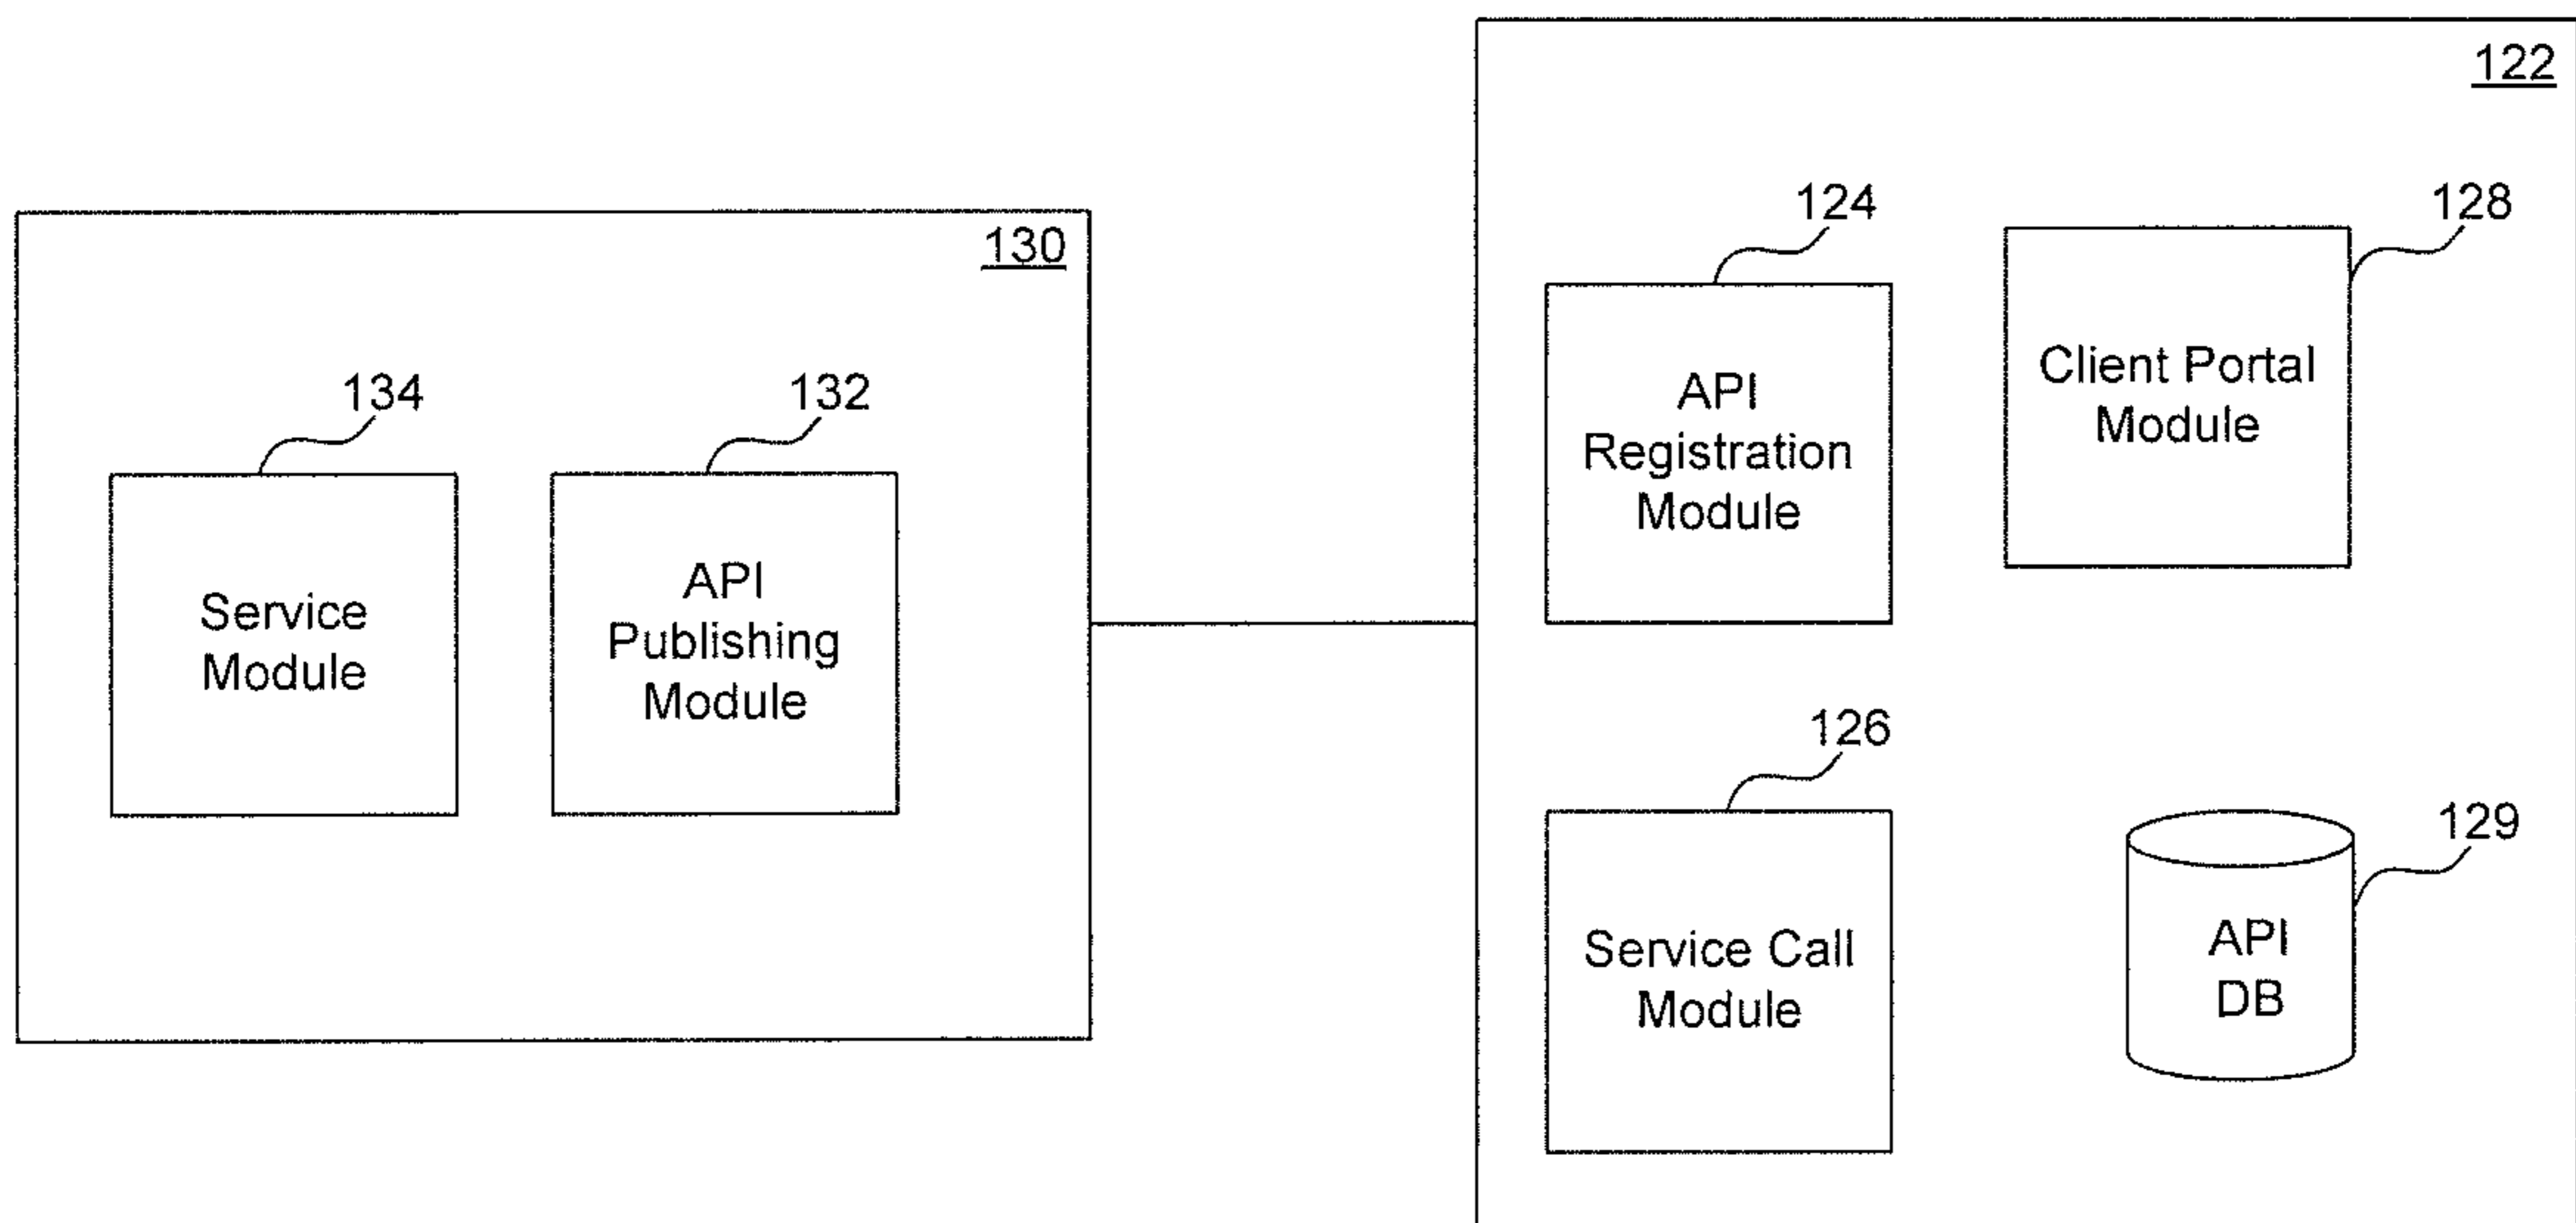 122
130
124
128
134
132
API
Registration
Module
Client Portal
Module
Service
Module
API
Publishing
Module
126
129
Service Call
Module
API
DB